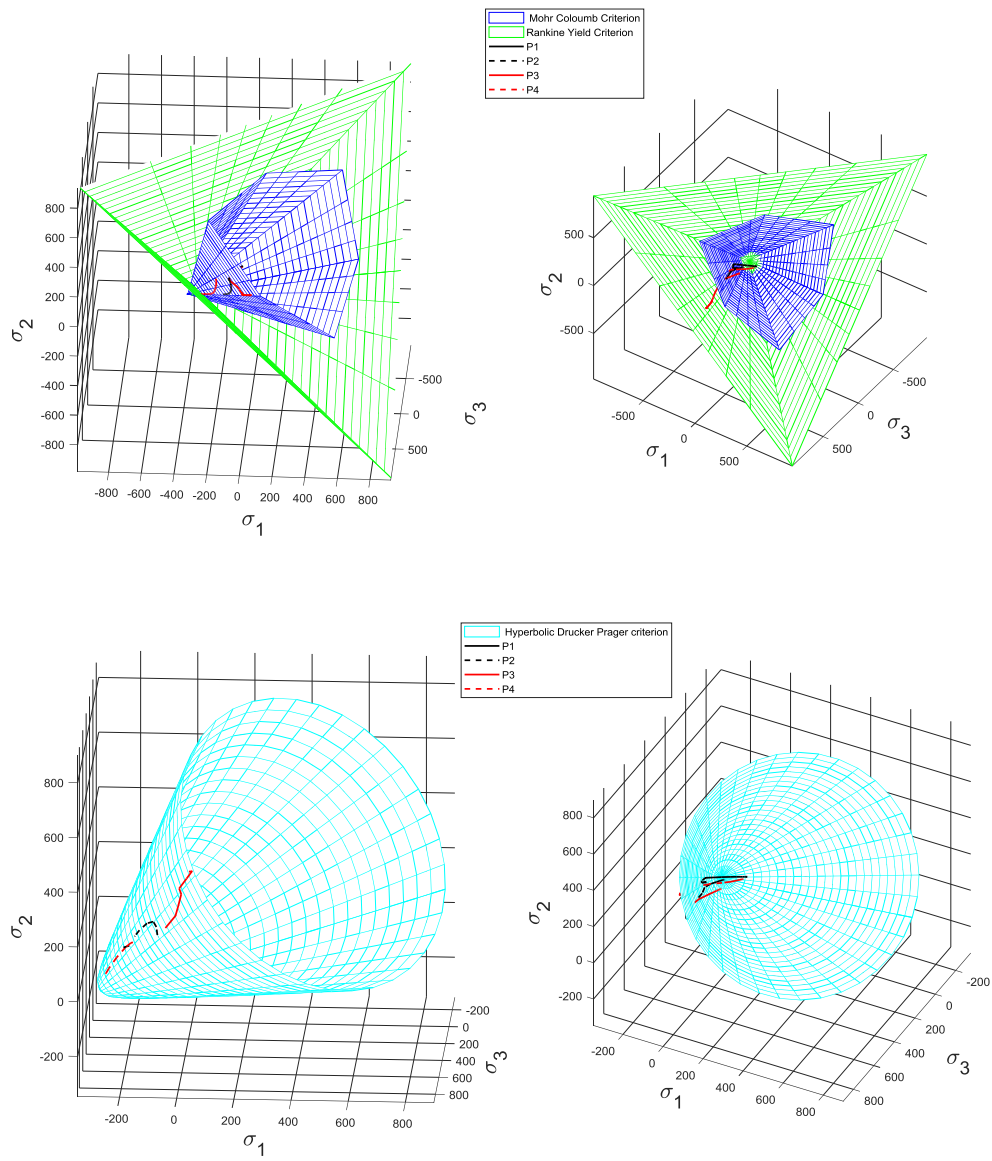 Mohr Coloumb Criterion
Rankine Yield Criterion
P1
P2
P3
P4
800
600
400
200
0
-200
-400
-600
-800
σ2
-800 -600 -400 -200 0 200 400 600 800
σ1
-500
0
500
σ3
500
0
-500
σ2
-500
0
500
σ1
-500
0
500
σ3
Hyperbolic Drucker Prager criterion
P1
P2
P3
P4
800
600
400
200
0
-200
σ2
-200 0 200 400 600 800
σ1
-200
0
200
400
600
800
σ3
800
600
400
200
0
-200
σ2
-200
0
200
400
600
800
σ1
-200
0
200
400
600
800
σ3